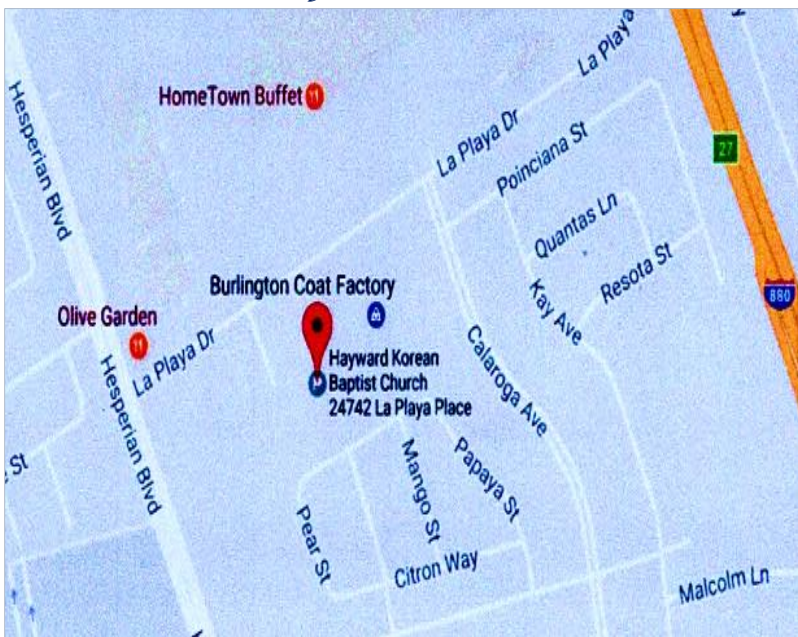 La Playa
HomeTown Buffet
Hesperian Blvd
La Playa Dr
Poinciana St
27
Quantas Ln
Resota St
Kay Ave
880
Burlington Coat Factory
Olive Garden
La Playa Dr
Hayward Korean
Baptist Church
24742 La Playa Place
Calaroga Ave
Hesperian Blvd
St
Mango St
Papaya St
Pear St
Citron Way
Malcolm Ln